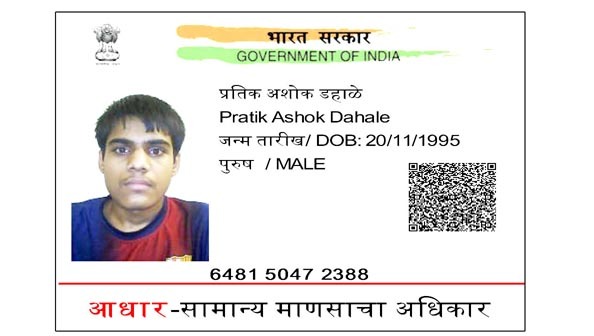 भारत सरकार
GOVERNMENT OF INDIA
प्रतिक अशोक डहाळे
Pratik Ashok Dahale
जन्म तारीख/ DOB: 20/11/1995
पुरुष / MALE
6481 5047 2388
आधार-सामान्य माणसाचा अधिकार